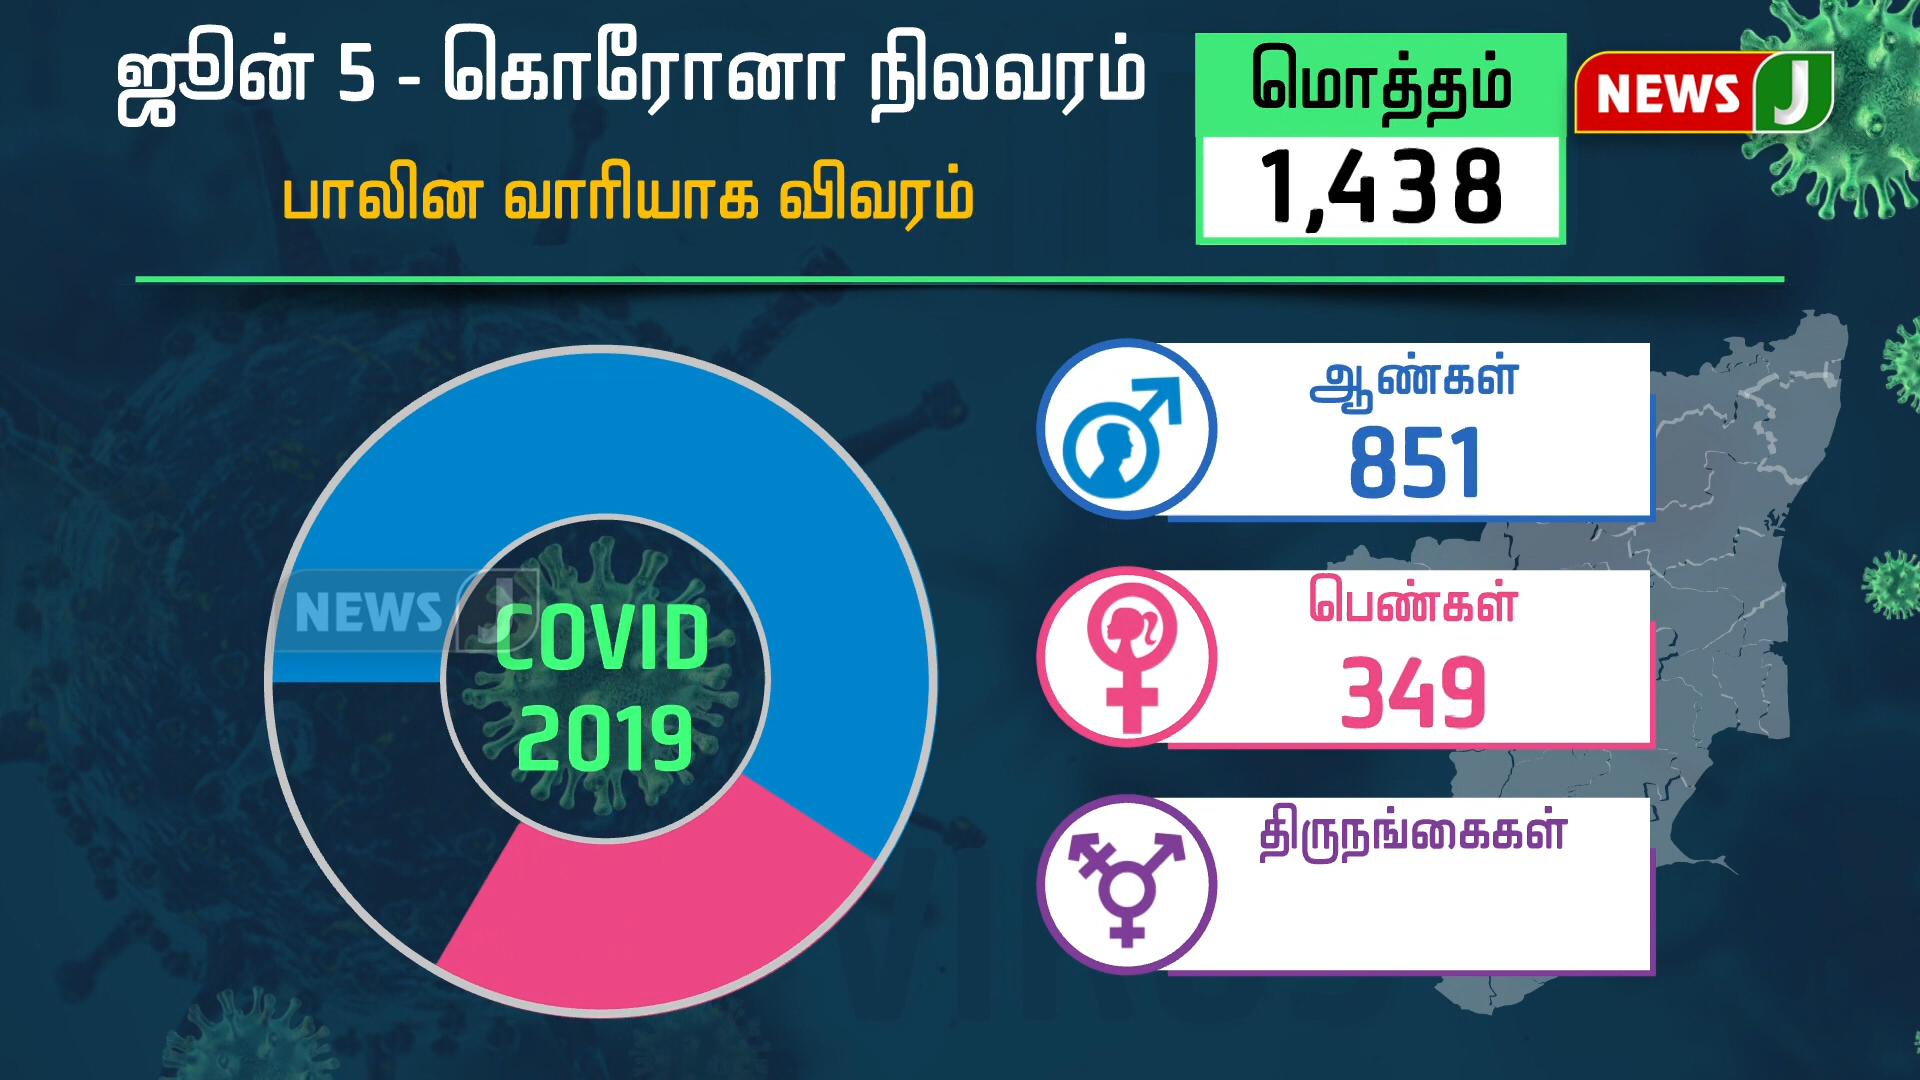 ஜூன் 5 - கொரோனா நிலவரம்
பாலின வாரியாக விவரம்
மொத்தம்
1,438
NEWS J
ஆண்கள்
851
பெண்கள்
349
திருநங்கைகள்
NEWS J
COVID
2019